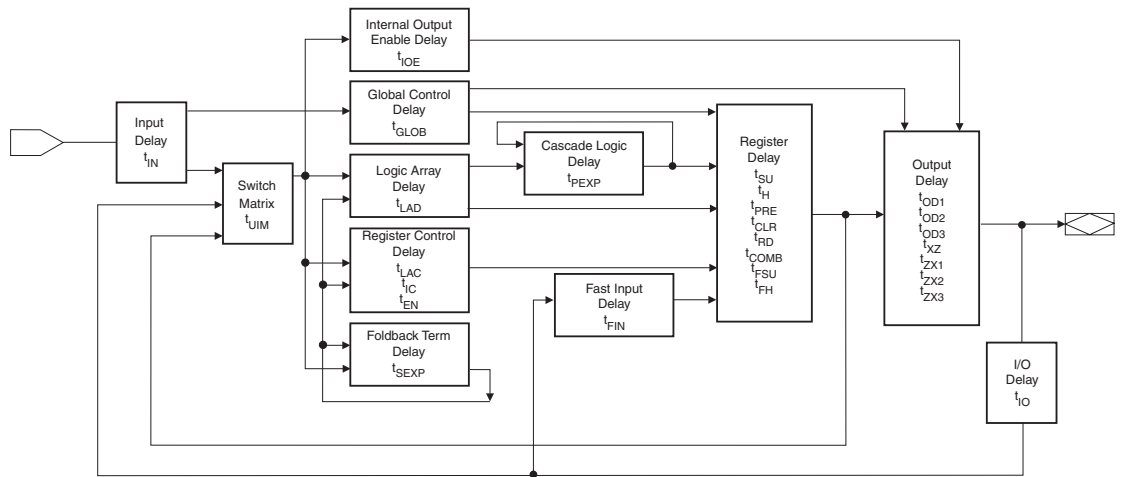 Internal Output
Enable Delay
tIOE
Global Control
Delay
tGLOB
Input
Delay
tIN
Switch
Matrix
tUIM
Logic Array
Delay
tLAD
Cascade Logic
Delay
tPEXP
Register Control
Delay
tLAC
tIC
tEN
Foldback Term
Delay
tSEXP
Fast Input
Delay
tFIN
Register
Delay
tSU
tH
tPRE
tCLR
tRD
tCOMB
tFSU
tFH
Output
Delay
tOD1
tOD2
tOD3
tXZ
tZX1
tZX2
tZX3
I/O
Delay
tIO